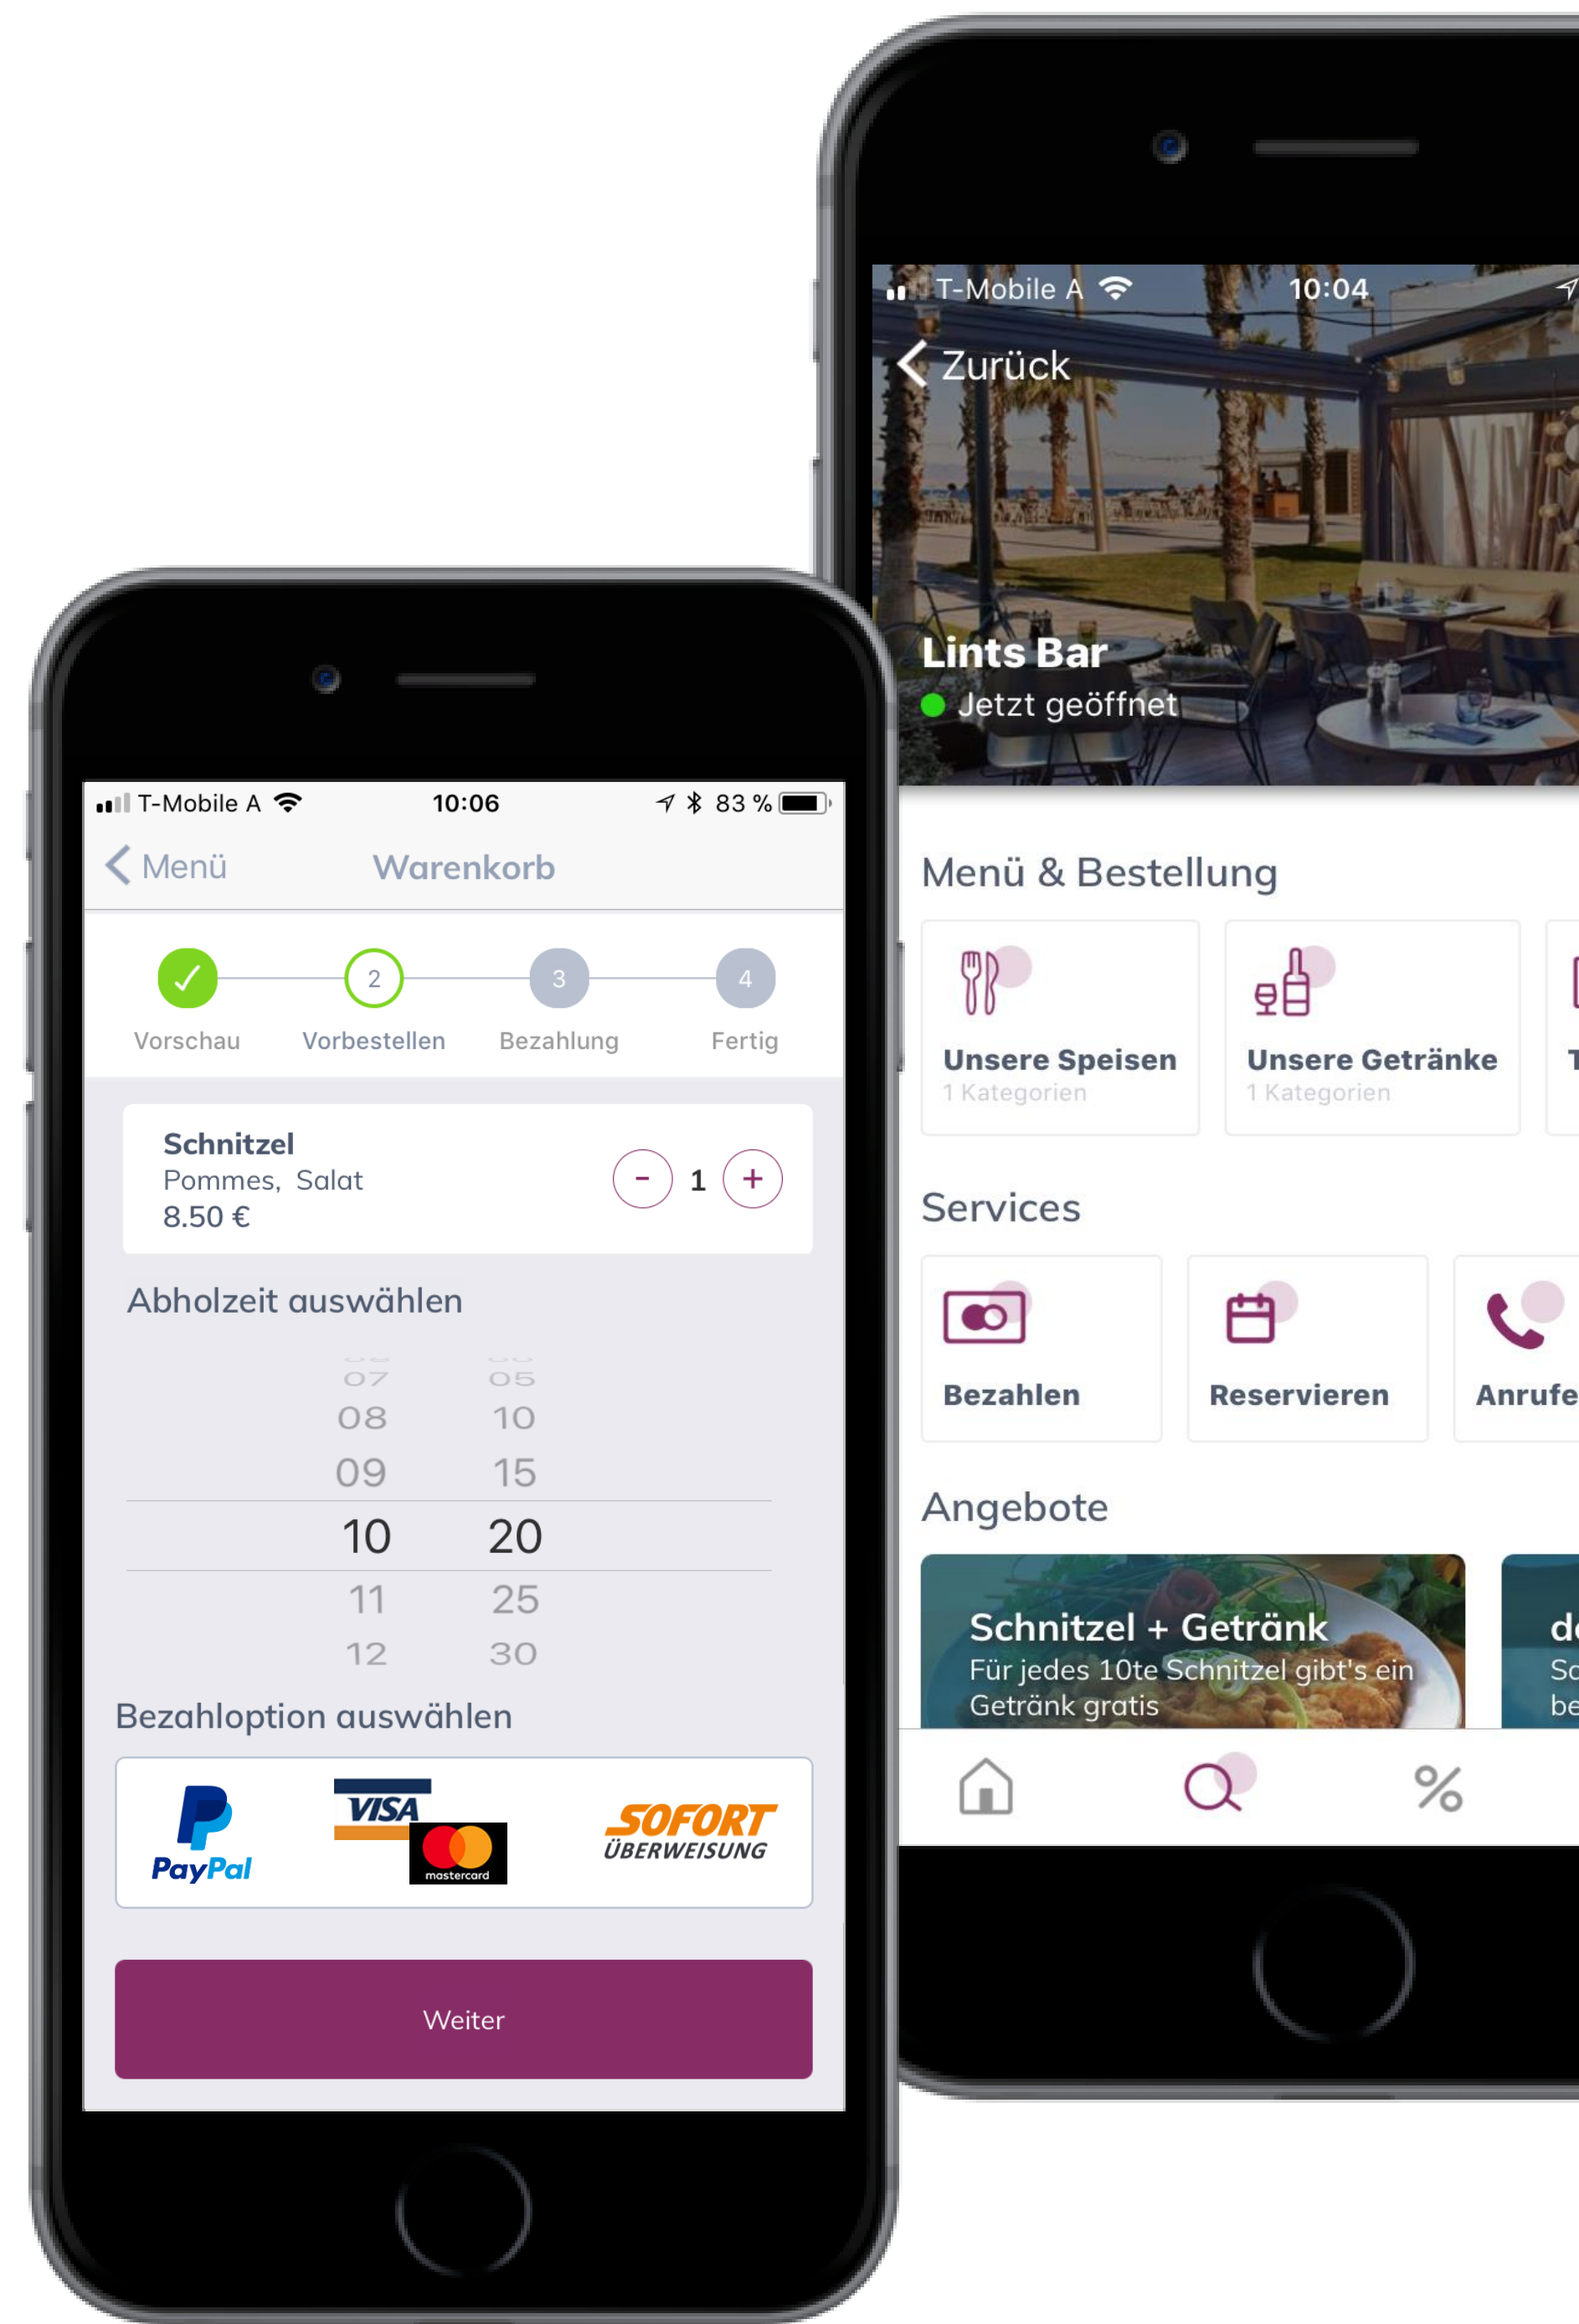 T-Mobile A 10:04
Zurück
Lints Bar
Jetzt geöffnet
Menü & Bestellung
Unsere Speisen
1 Kategorien
Unsere Getränke
1 Kategorien
Services
Bezahlen
Reservieren
Anrufe
Angebote
Schnitzel + Getränk
Für jedes 10te Schnitzel gibt's ein
Getränk gratis
%
T-Mobile A 10:06 83 %
Menü Warenkorb
2 3 4
Vorschau Vorbestellen Bezahlung Fertig
Schnitzel
Pommes, Salat
8.50 €
- 1 +
Abholzeit auswählen
07 05
08 10
09 15
10 20
11 25
12 30
Bezahloption auswählen
PayPal
VISA
mastercard
SOFORT
ÜBERWEISUNG
Weiter